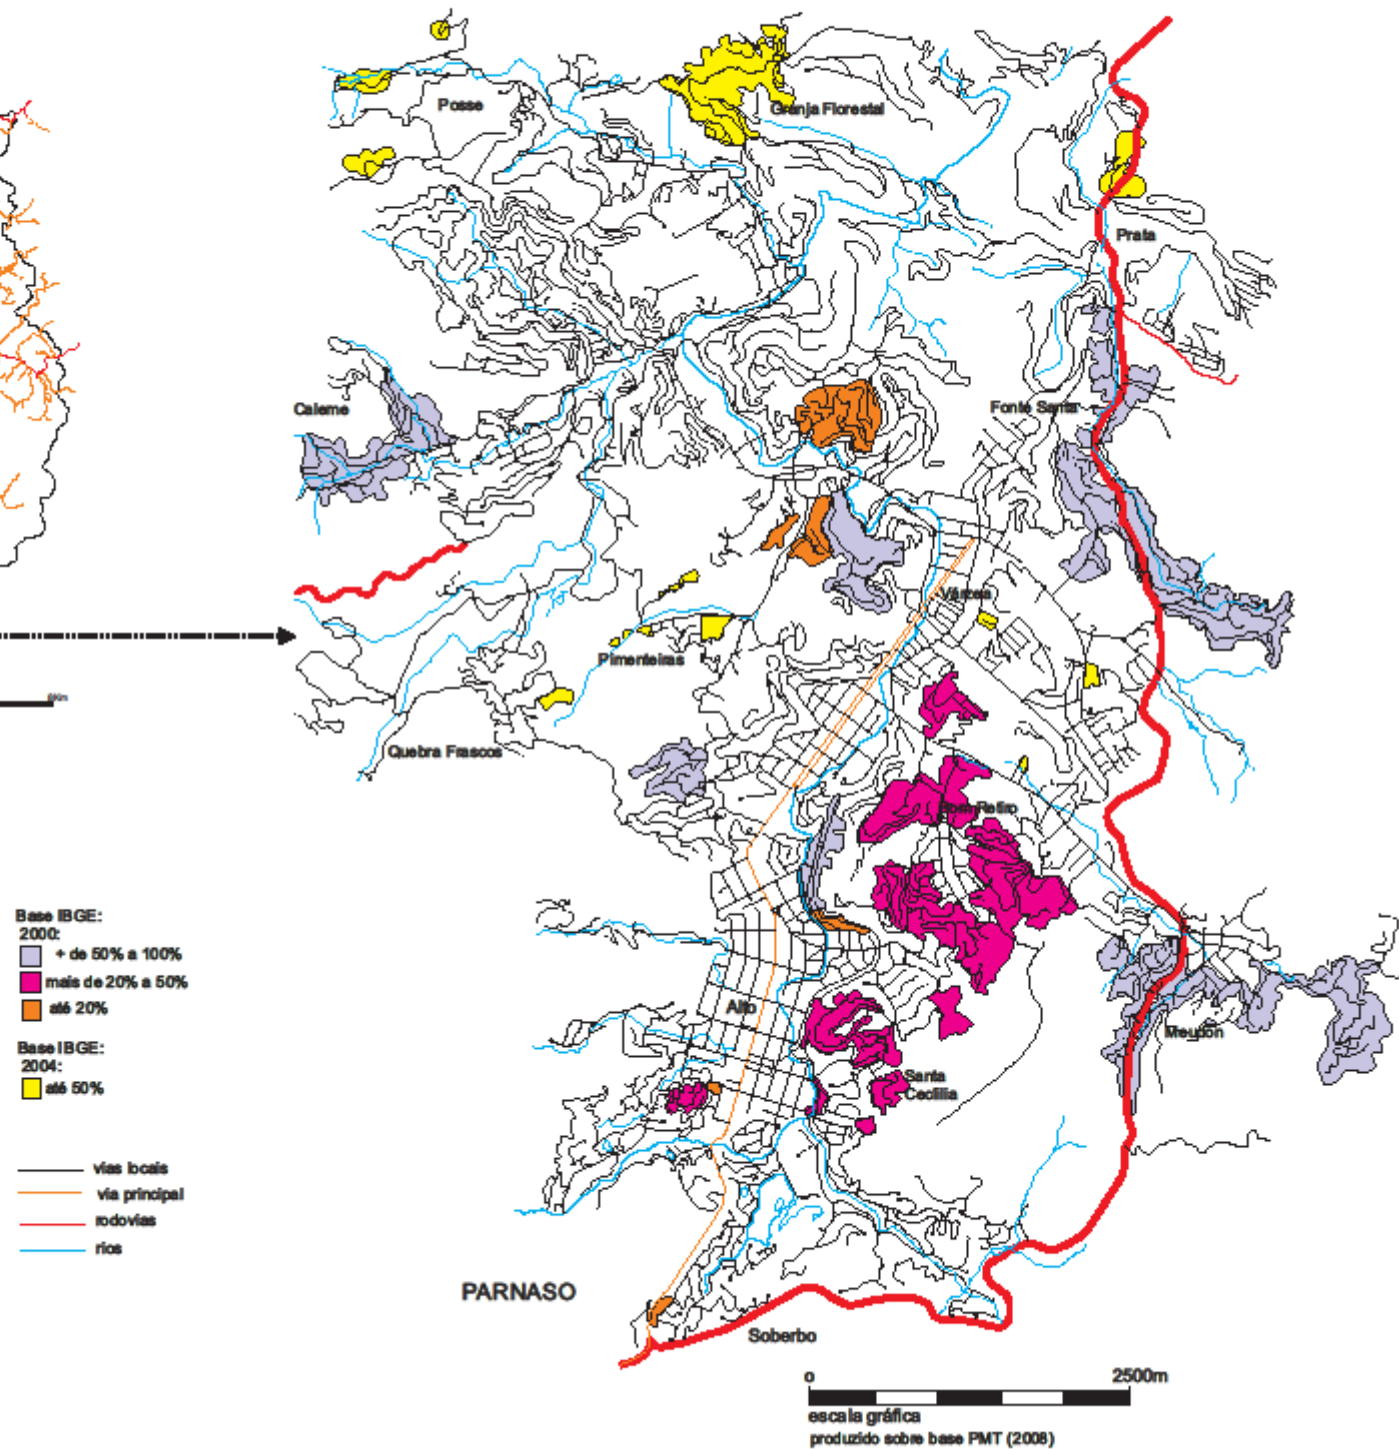 Posse
Granja Florestal
Prata
Caleme
Fonte Santa
Várzea
Pimenteiras
Quebra Frascos
Bom Retiro
Base IBGE:
2000:
+ de 50% a 100%
mais de 20% a 50%
até 20%
Alto
Meudon
Base IBGE:
2004:
até 50%
Santa
Cecillia
vias locais
via principal
rodovias
rios
PARNASO
Soberbo
o 2500m
escala gráfica
produzido sobre base PMT (2008)